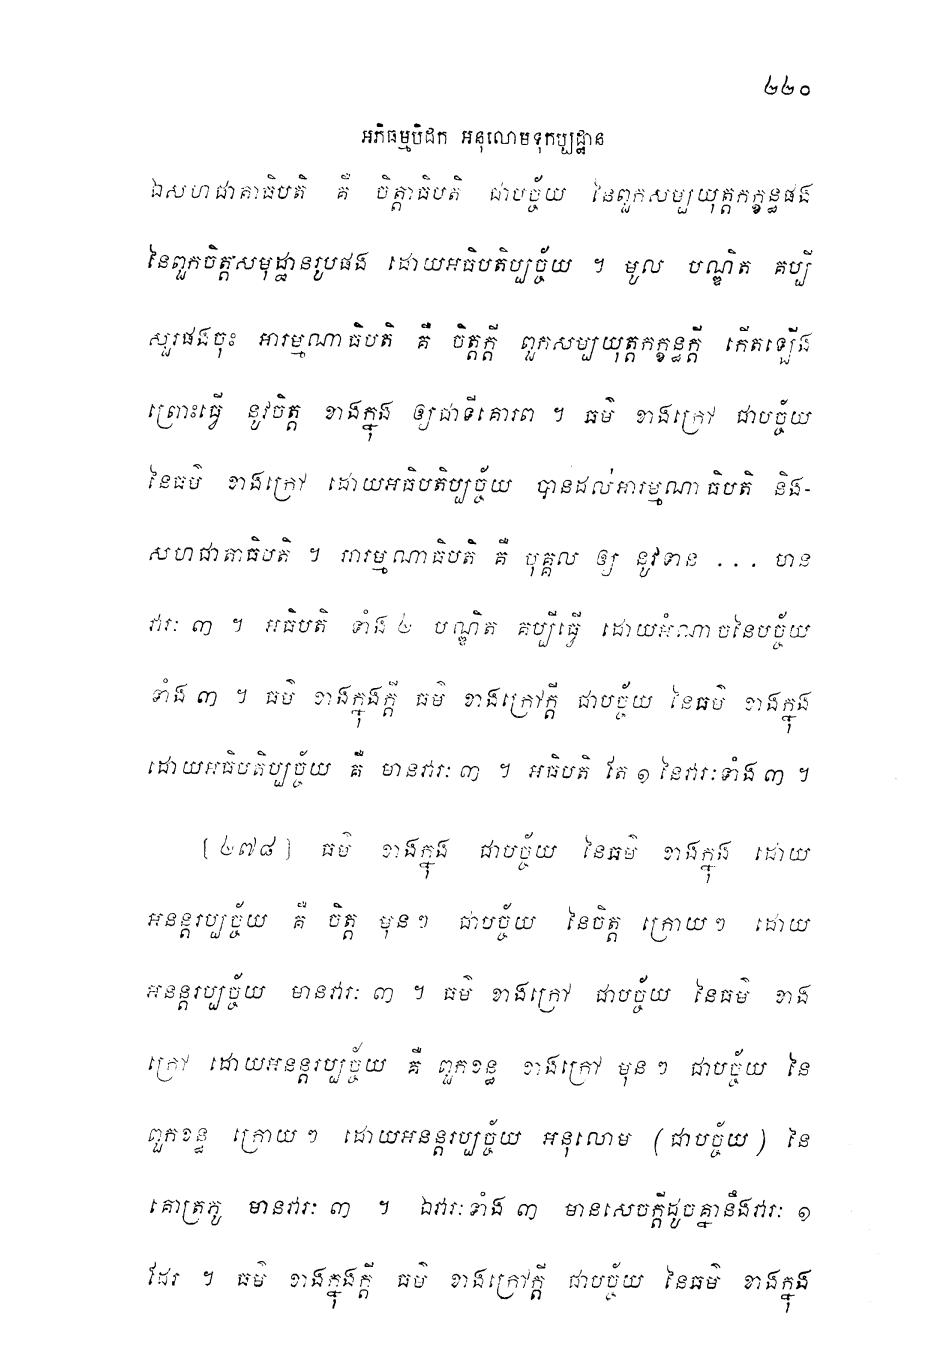 ២២០
អភិធម្មបិដក អនុលោមទុកប្បដ្ឋាន
ឯសហជាតាធិបតិ គឺ ចិត្តាធិបតិ ជាបច្ច័យ នៃពួកសម្បយុត្តកក្ខន្ធផង
នៃពួកចិត្តសមុដ្ឋានរូបផង ដោយអធិបតិប្បច្ច័យ ។ មូល បណ្ឌិត គប្បី
សួរផងចុះ អារម្មណាធិបតិ គឺ ចិត្តក្តី ពួកសម្បយុត្តកក្ខន្ធក្តី កើតឡើង
ព្រោះធ្វើ នូវចិត្ត ខាងក្នុង ឲ្យជាទីគោរព ។ ធម៌ ខាងក្រៅ ជាបច្ច័យ
នៃធម៌ ខាងក្រៅ ដោយអធិបតិប្បច្ច័យ បានដល់អារម្មណាធិបតិ និង-
សហជាតាធិបតិ ។ អារម្មណាធិបតិ គឺ បុគ្គល ឲ្យ នូវទាន ... មាន
វារៈ ៣ ។ អធិបតិ ទាំង ២ បណ្ឌិត គប្បីធ្វើ ដោយអំណាចនៃបច្ច័យ
ទាំង ៣ ។ ធម៌ ខាងក្នុងក្តី ធម៌ ខាងក្រៅក្តី ជាបច្ច័យ នៃធម៌ ខាងក្នុង
ដោយអធិបតិប្បច្ច័យ គឺ មានវារៈ ៣ ។ អធិបតិ តែ ១ នៃវារៈទាំង ៣ ។
[៤៧៨] ធម៌ ខាងក្នុង ជាបច្ច័យ នៃធម៌ ខាងក្នុង ដោយ
អនន្តរប្បច្ច័យ គឺ ចិត្ត មុនៗ ជាបច្ច័យ នៃចិត្ត ក្រោយៗ ដោយ
អនន្តរប្បច្ច័យ មានវារៈ ៣ ។ ធម៌ ខាងក្រៅ ជាបច្ច័យ នៃធម៌ ខាង
ក្រៅ ដោយអនន្តរប្បច្ច័យ គឺ ពួកខន្ធ ខាងក្រៅ មុនៗ ជាបច្ច័យ នៃ
ពួកខន្ធ ក្រោយៗ ដោយអនន្តរប្បច្ច័យ អនុលោម (ជាបច្ច័យ) នៃ
គោត្រភូ មានវារៈ ៣ ។ ឯវារៈទាំង ៣ មានសេចក្តីដូចគ្នានឹងវារៈ ១
ដែរ ។ ធម៌ ខាងក្នុងក្តី ធម៌ ខាងក្រៅក្តី ជាបច្ច័យ នៃធម៌ ខាងក្នុង